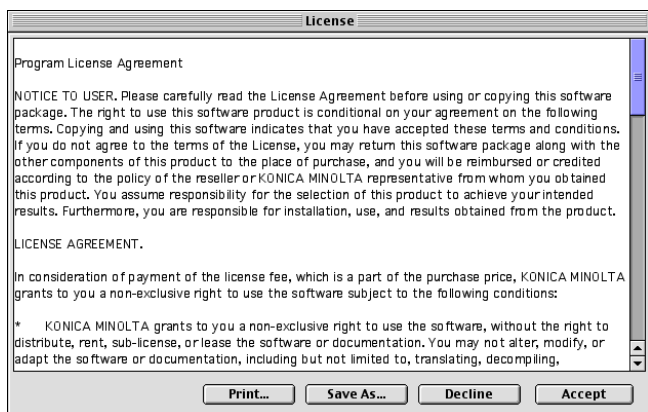 License
Program License Agreement
NOTICE TO USER. Please carefully read the License Agreement before using or copying this software
package. The right to use this software product is conditional on your agreement on the following
terms. Copying and using this software indicates that you have accepted these terms and conditions.
If you do not agree to the terms of the License, you may return this software package along with the
other components of this product to the place of purchase, and you will be reimbursed or credited
according to the policy of the reseller or KONICA MINOLTA representative from whom you obtained
this product. You assume responsibility for the selection of this product to achieve your intended
results. Furthermore, you are responsible for installation, use, and results obtained from the product.
LICENSE AGREEMENT.
In consideration of payment of the license fee, which is a part of the purchase price, KONICA MINOLTA
grants to you a non-exclusive right to use the software subject to the following conditions:
* KONICA MINOLTA grants to you a non-exclusive right to use the software, without the right to
distribute, rent, sub-license, or lease the software or documentation. You may not alter, modify, or
adapt the software or documentation, including but not limited to, translating, decompiling,
Print... Save As... Decline Accept